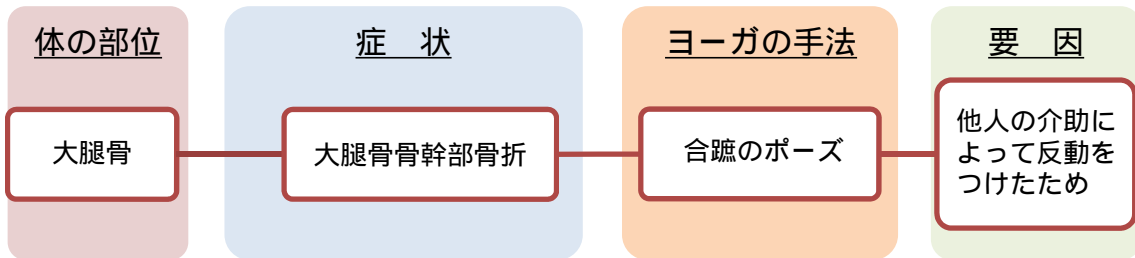 体の部位
症　状
ヨーガの手法
要　因
大腿骨
大腿骨骨幹部骨折
合蹠のポーズ
他人の介助に
よって反動を
つけたため